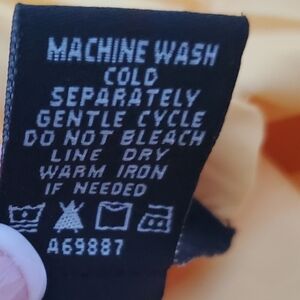 MACHINE WASH
COLD
SEPARATELY
GENTLE CYCLE
DO NOT BLEACH
LINE DRY
WARM IRON
IF NEEDED
A69887